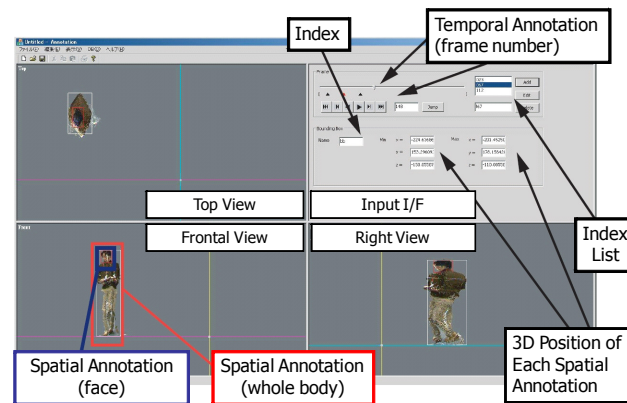 Index
Temporal Annotation
(frame number)
Untitled - Annotation
Top
Frame
Add
Edit
148
Jump
Bounding Box
Name
bb
Min
x =
Max
x =
y =
y =
z =
z =
Top View
Input I/F
Frontal View
Right View
Index
List
Spatial Annotation
(face)
Spatial Annotation
(whole body)
3D Position of
Each Spatial
Annotation